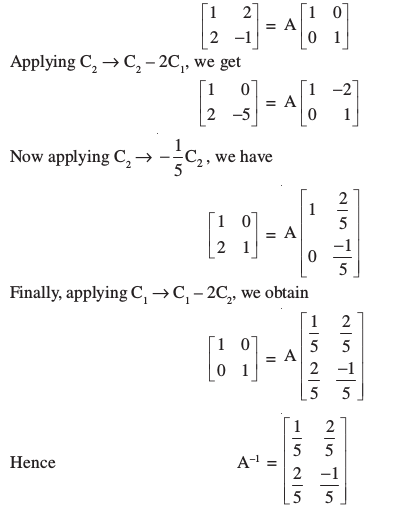 [1 2; 2 –1] = A [1 0; 0 1]
Applying C₂ → C₂ – 2C₁, we get
[1 0; 2 –5] = A [1 –2; 0 1]
Now applying C₂ → –1/5 C₂, we have
[1 0; 2 1] = A [1 2/5; 0 –1/5]
Finally, applying C₁ → C₁ – 2C₂, we obtain
[1 0; 0 1] = A [1/5 2/5; 2/5 –1/5]
Hence A⁻¹ = [1/5 2/5; 2/5 –1/5]